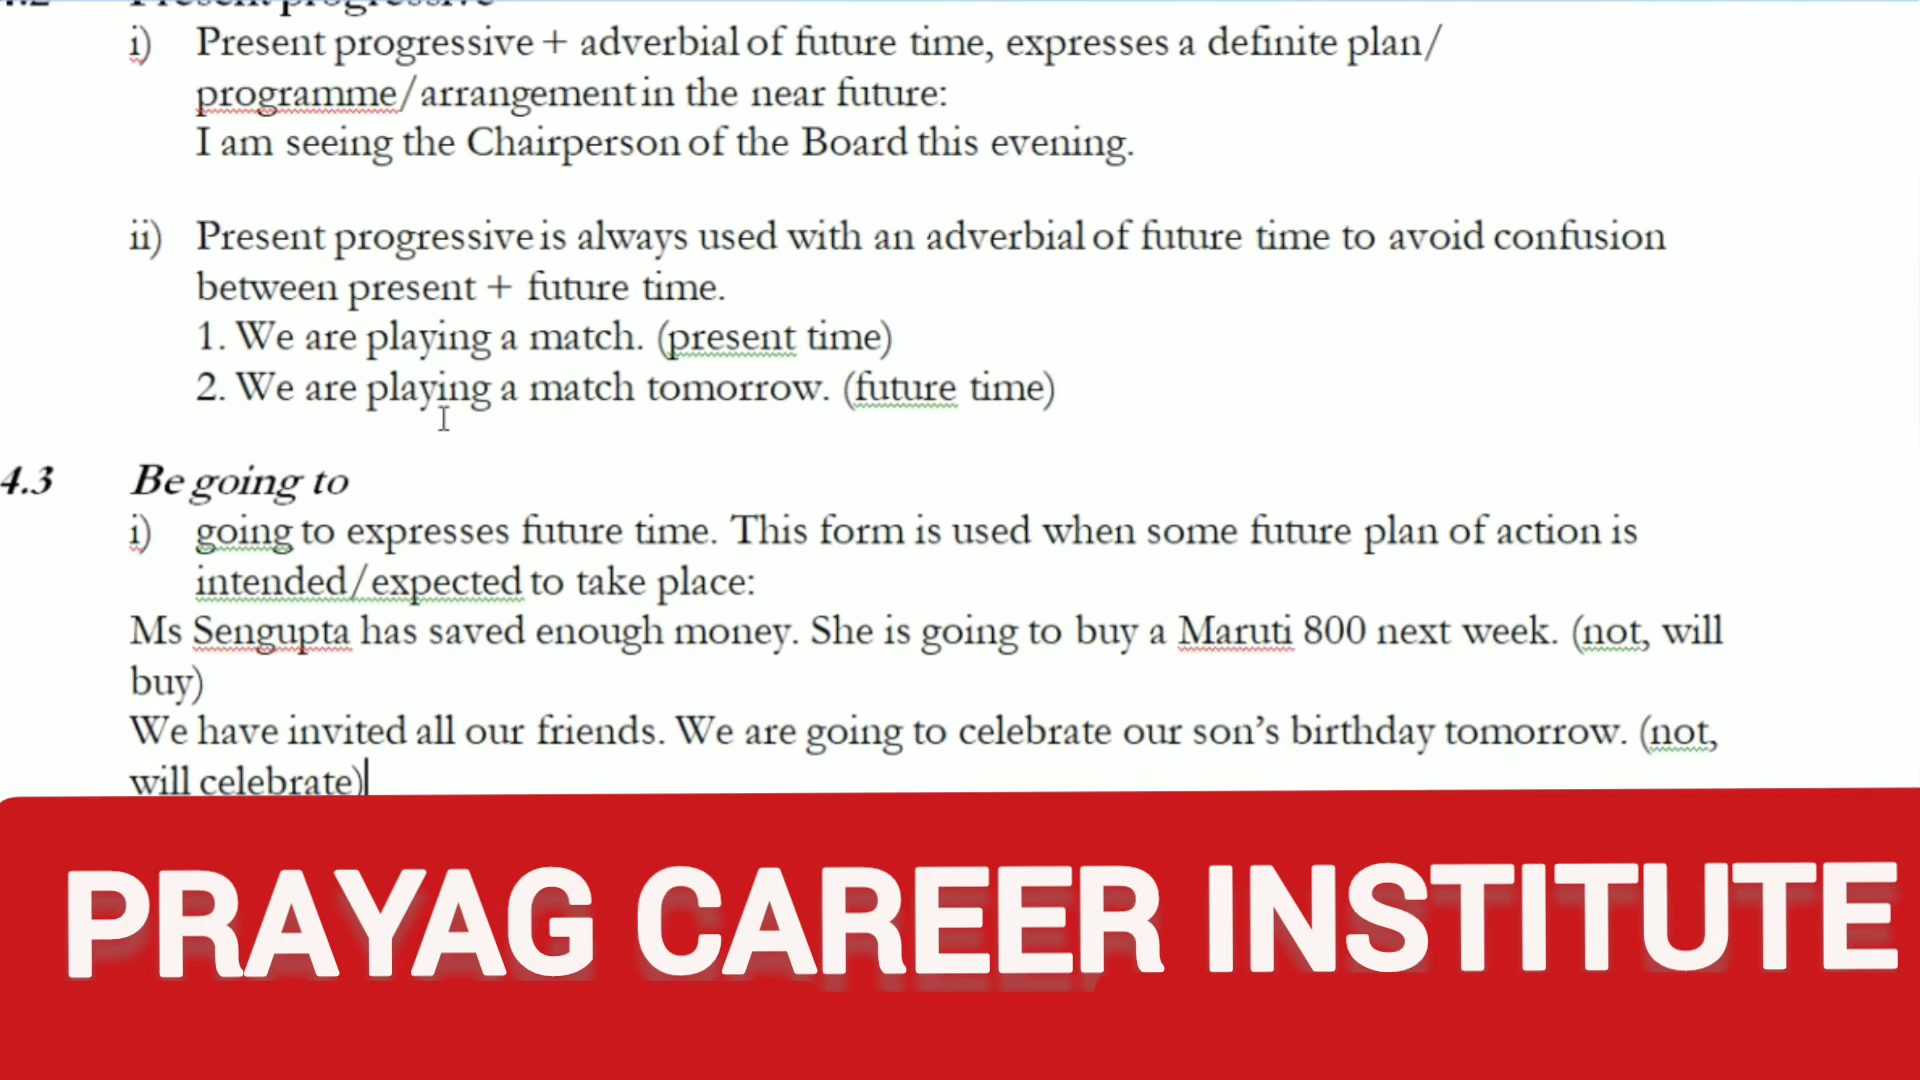 Present progressive
i) Present progressive + adverbial of future time, expresses a definite plan/
programme/arrangement in the near future:
I am seeing the Chairperson of the Board this evening.
ii) Present progressive is always used with an adverbial of future time to avoid confusion
between present + future time.
1. We are playing a match. (present time)
2. We are playing a match tomorrow. (future time)
4.3 Be going to
i) going to expresses future time. This form is used when some future plan of action is
intended/expected to take place:
Ms Sengupta has saved enough money. She is going to buy a Maruti 800 next week. (not, will
buy)
We have invited all our friends. We are going to celebrate our son’s birthday tomorrow. (not,
will celebrate)
PRAYAG CAREER INSTITUTE